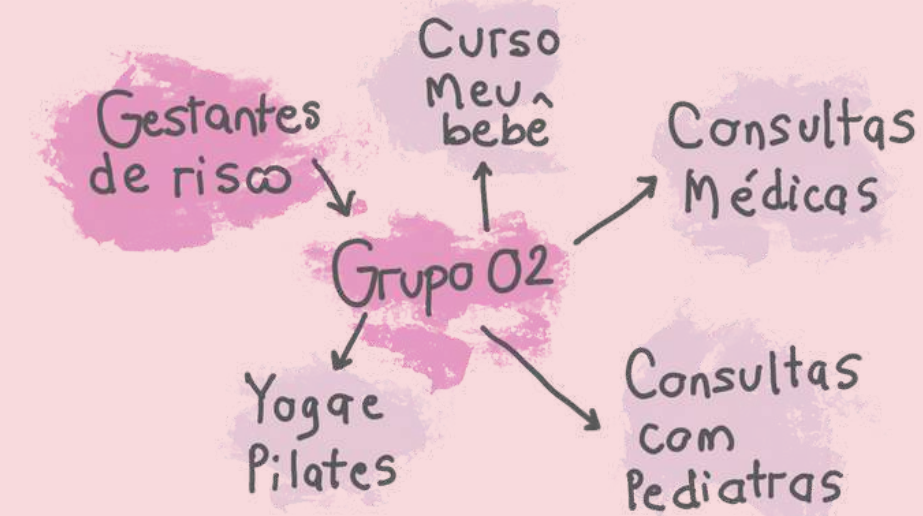 Gestantes
de risco
Curso
Meu
bebê
Consultas
Médicas
Grupo 02
Yoga e
Pilates
Consultas
com
Pediatras